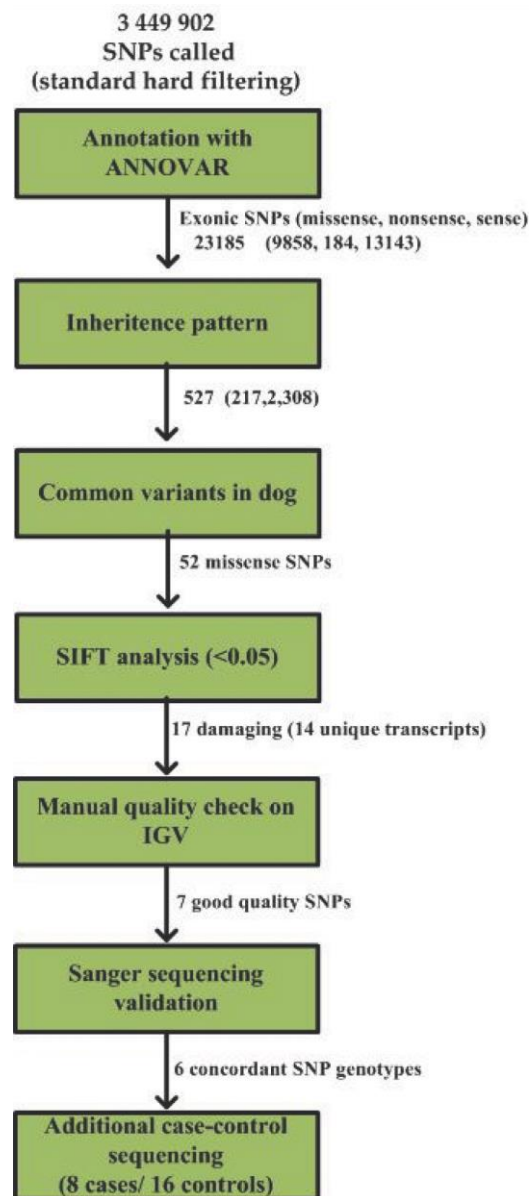 3 449 902
SNPs called
(standard hard filtering)
Annotation with
ANNOVAR
Exonic SNPs (missense, nonsense, sense)
23185 (9858, 184, 13143)
Inheritence pattern
527 (217,2,308)
Common variants in dog
52 missense SNPs
SIFT analysis (<0.05)
17 damaging (14 unique transcripts)
Manual quality check on
IGV
7 good quality SNPs
Sanger sequencing
validation
6 concordant SNP genotypes
Additional case-control
sequencing
(8 cases/ 16 controls)